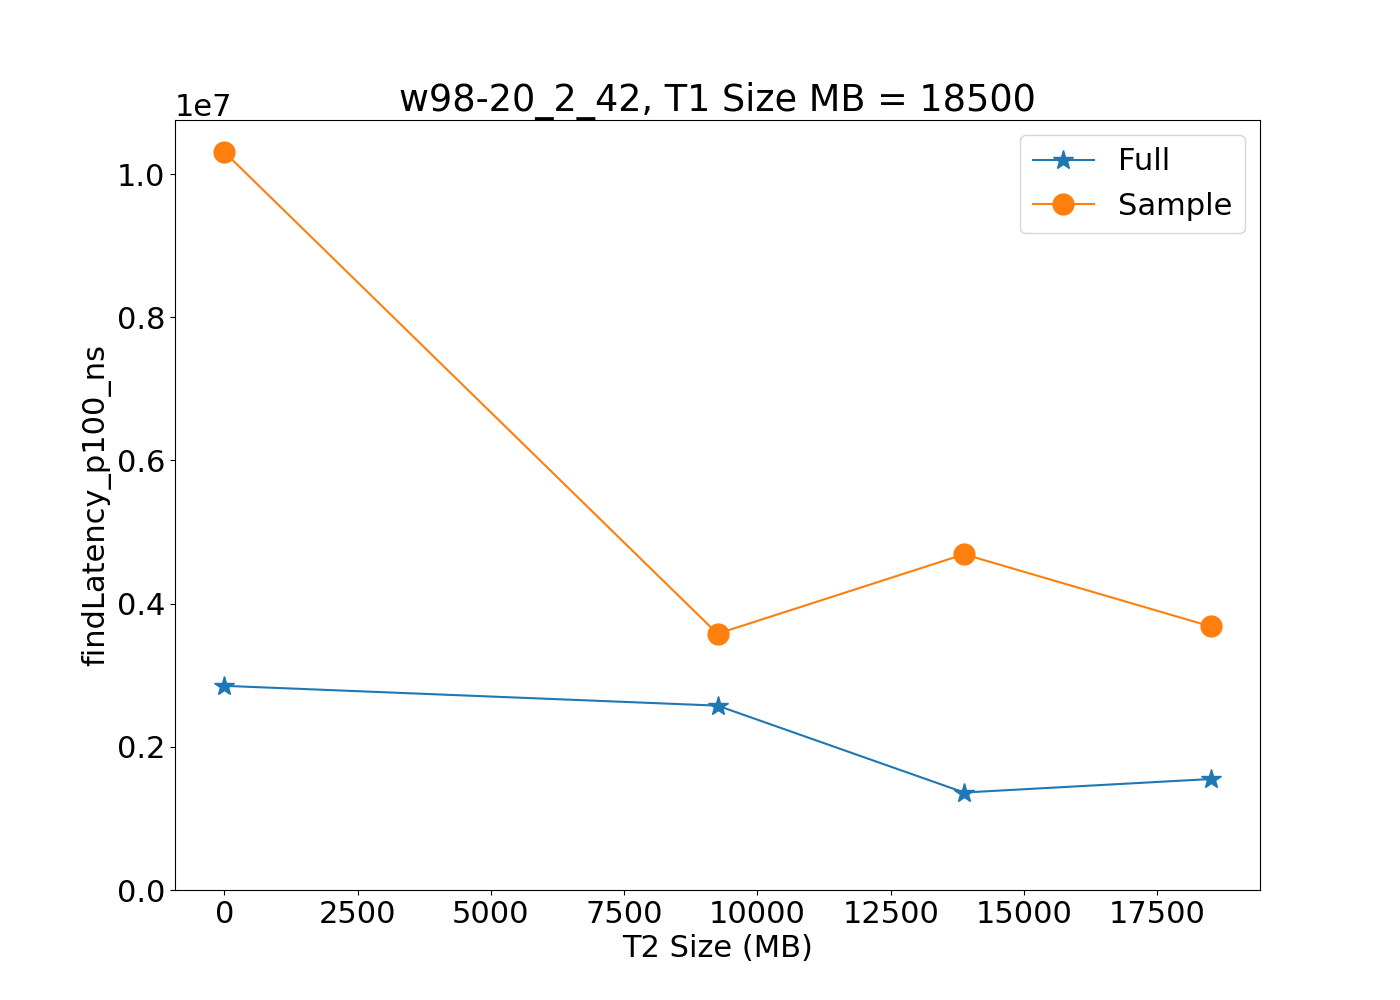 w98-20_2_42, T1 Size MB = 18500
1e7
Full
Sample
1.0
0.8
0.6
0.4
0.2
0.0
findLatency_p100_ns
0 2500 5000 7500 10000 12500 15000 17500
T2 Size (MB)